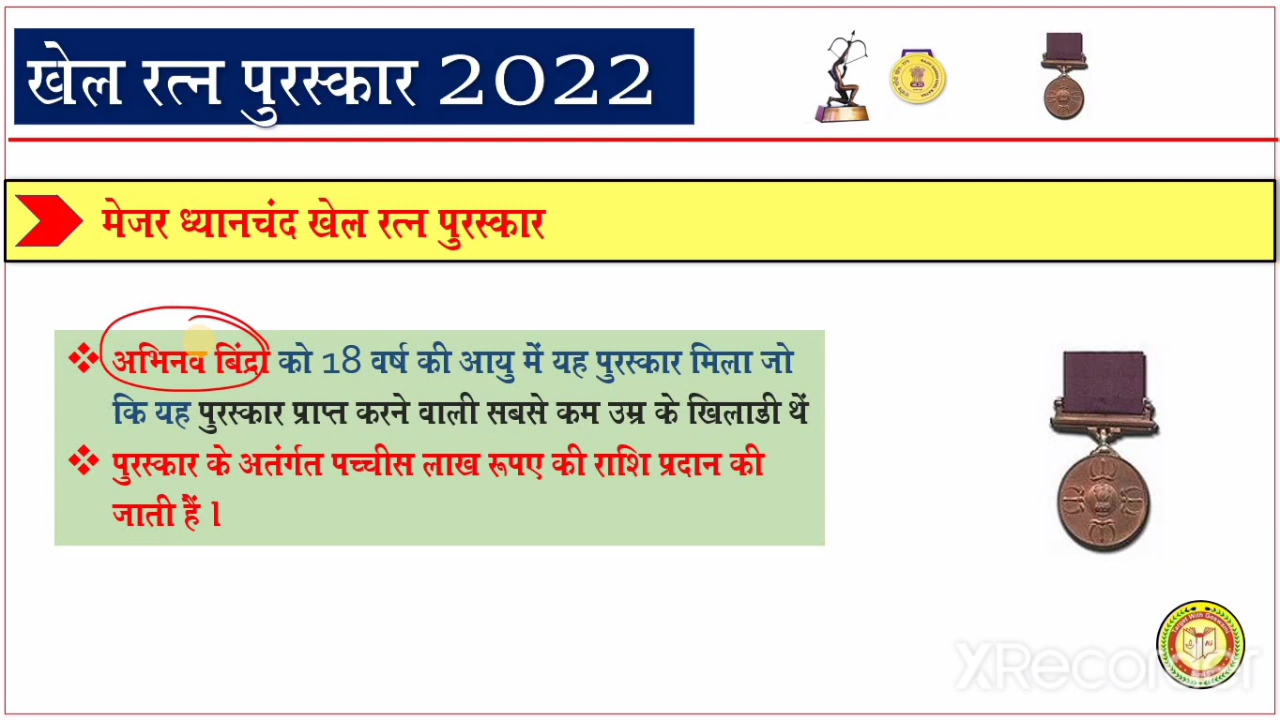 खेल रत्न पुरस्कार 2022
मेजर ध्यानचंद खेल रत्न पुरस्कार
अभिनव बिंद्रा को 18 वर्ष की आयु में यह पुरस्कार मिला जो
कि यह पुरस्कार प्राप्त करने वाली सबसे कम उम्र के खिलाडी थें
पुरस्कार के अतंर्गत पच्चीस लाख रूपए की राशि प्रदान की
जाती हैं ।
XRecorder